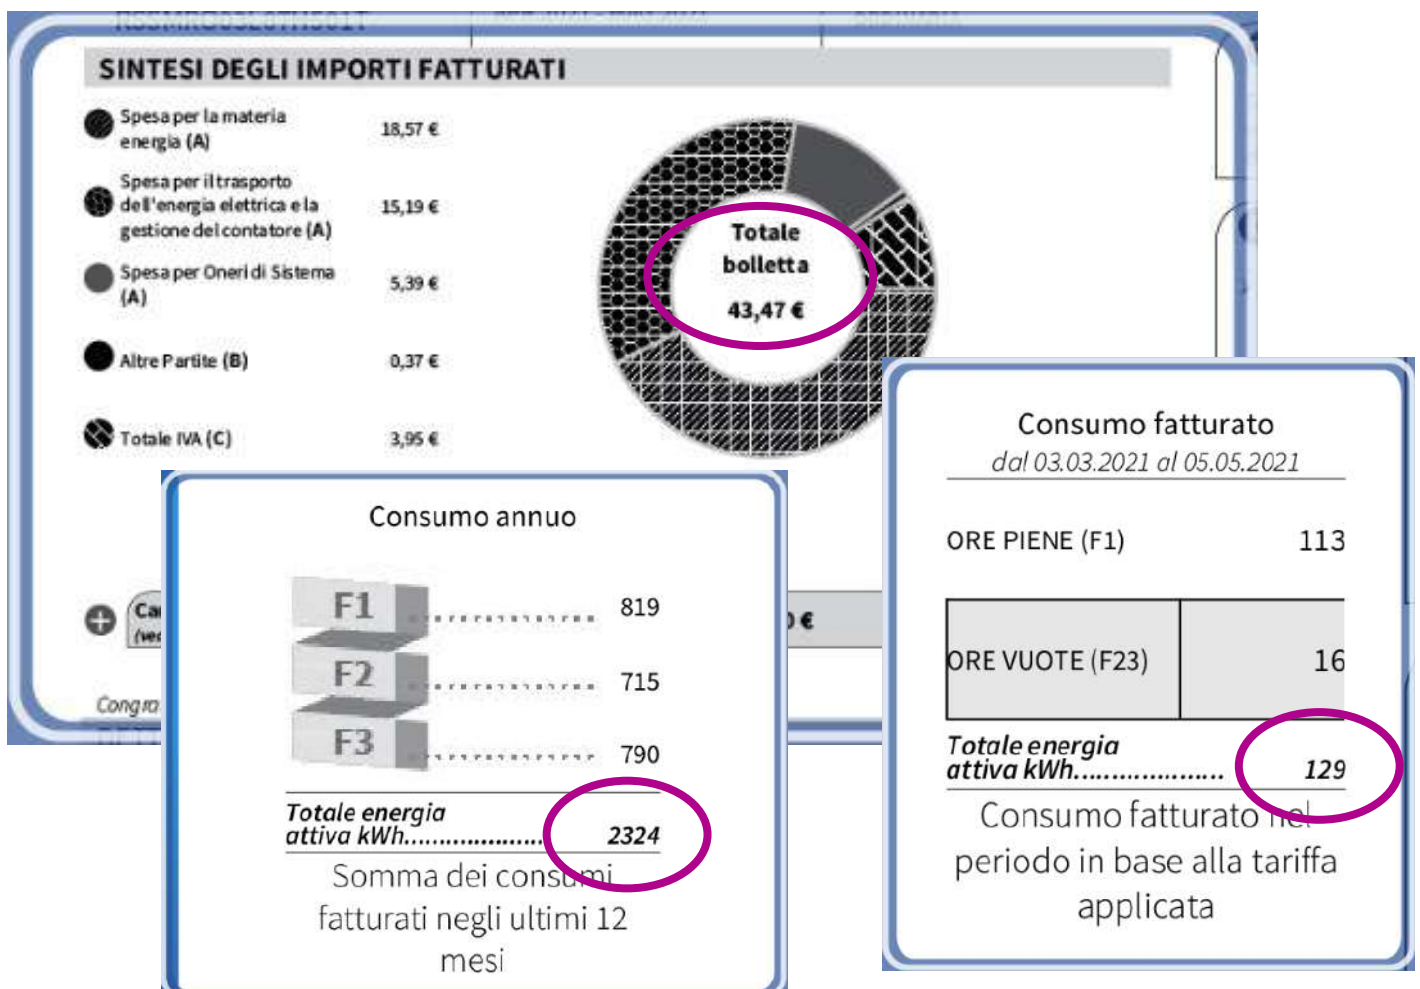 SINTESI DEGLI IMPORTI FATTURATI
Spesa per la materia
energia (A)
18,57 €
Spesa per il trasporto
dell'energia elettrica e la
gestione del contatore (A)
15,19 €
Spesa per Oneri di Sistema
(A)
5,39 €
Altre Partite (B)
0,37 €
Totale IVA (C)
3,95 €
Totale
bolletta
43,47 €
Congra
Consumo annuo
F1 819
F2 715
F3 790
Totale energia
attiva kWh..................... 2324
Somma dei consumi
fatturati negli ultimi 12
mesi
Consumo fatturato
dal 03.03.2021 al 05.05.2021
ORE PIENE (F1) 113
ORE VUOTE (F23) 16
Totale energia
attiva kWh..................... 129
Consumo fatturato nel
periodo in base alla tariffa
applicata